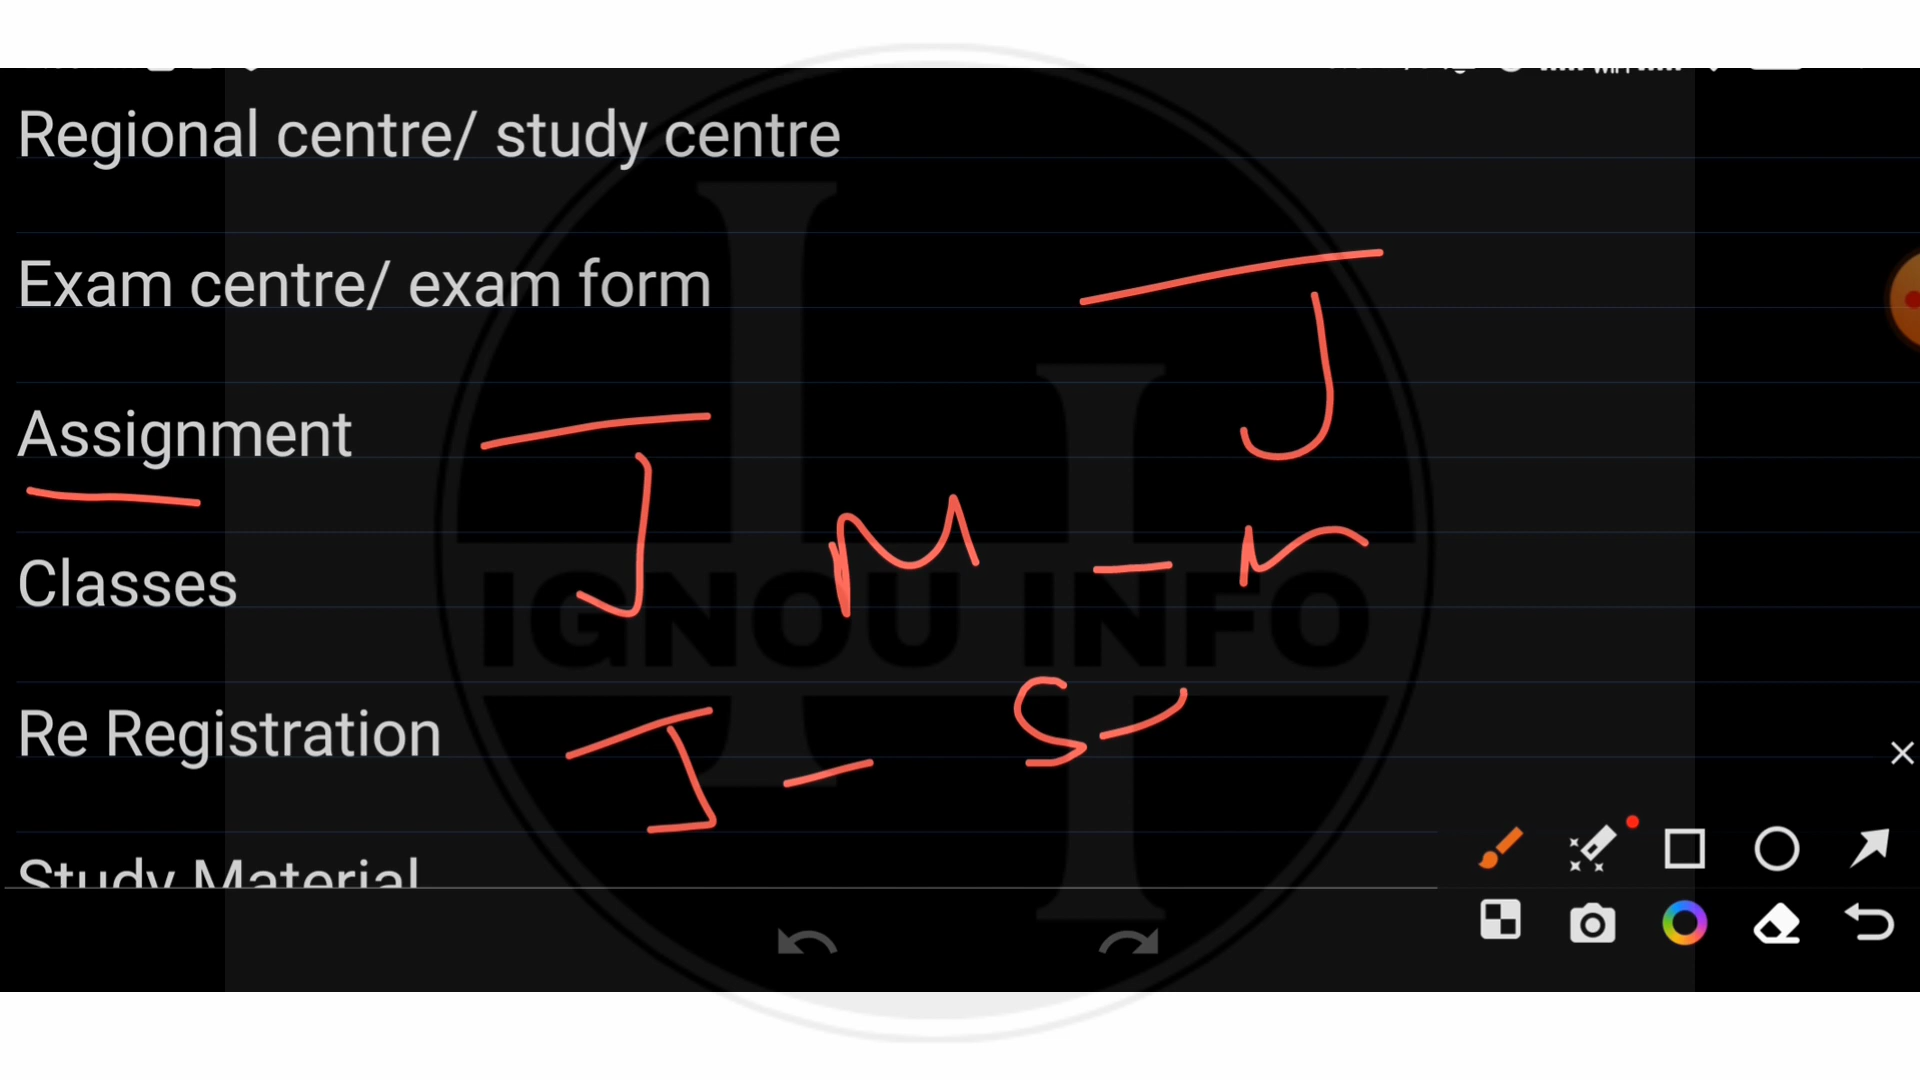 Regional centre/ study centre
Exam centre/ exam form
J
Assignment
J M –
Classes
IGNOU INFO
Re Registration
J – S
Study Material